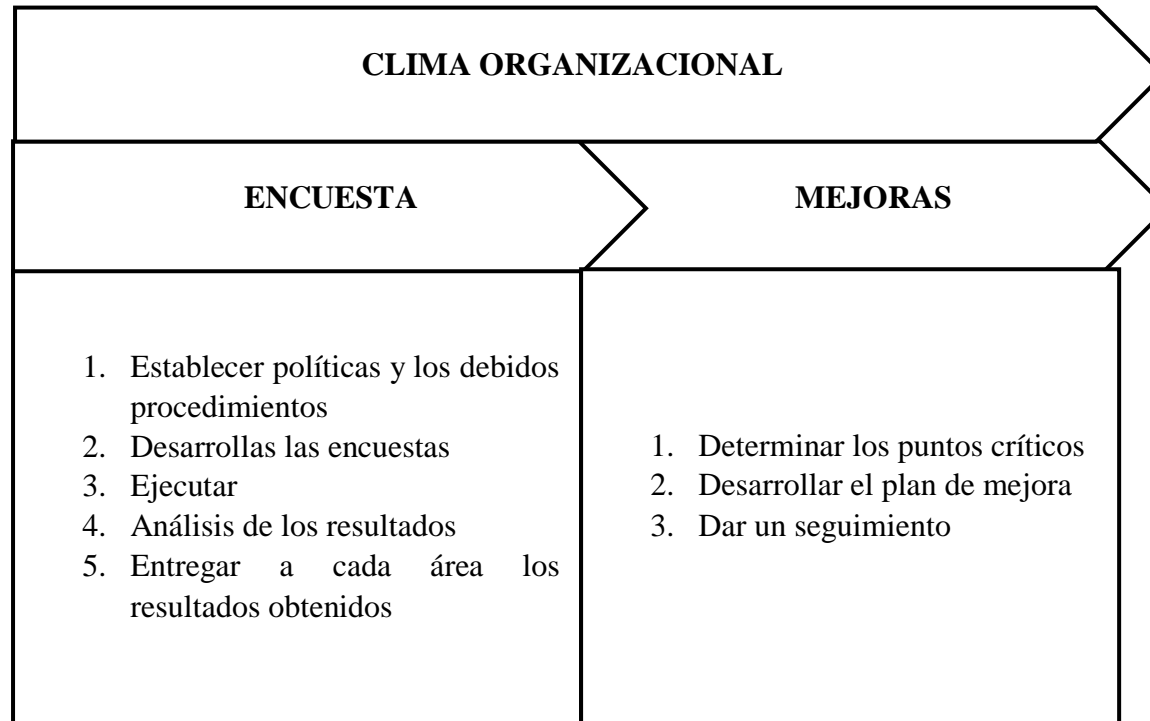 CLIMA ORGANIZACIONAL
ENCUESTA
MEJORAS
1. Establecer políticas y los debidos
procedimientos
2. Desarrollas las encuestas
3. Ejecutar
4. Análisis de los resultados
5. Entregar a cada área los
resultados obtenidos
1. Determinar los puntos críticos
2. Desarrollar el plan de mejora
3. Dar un seguimiento